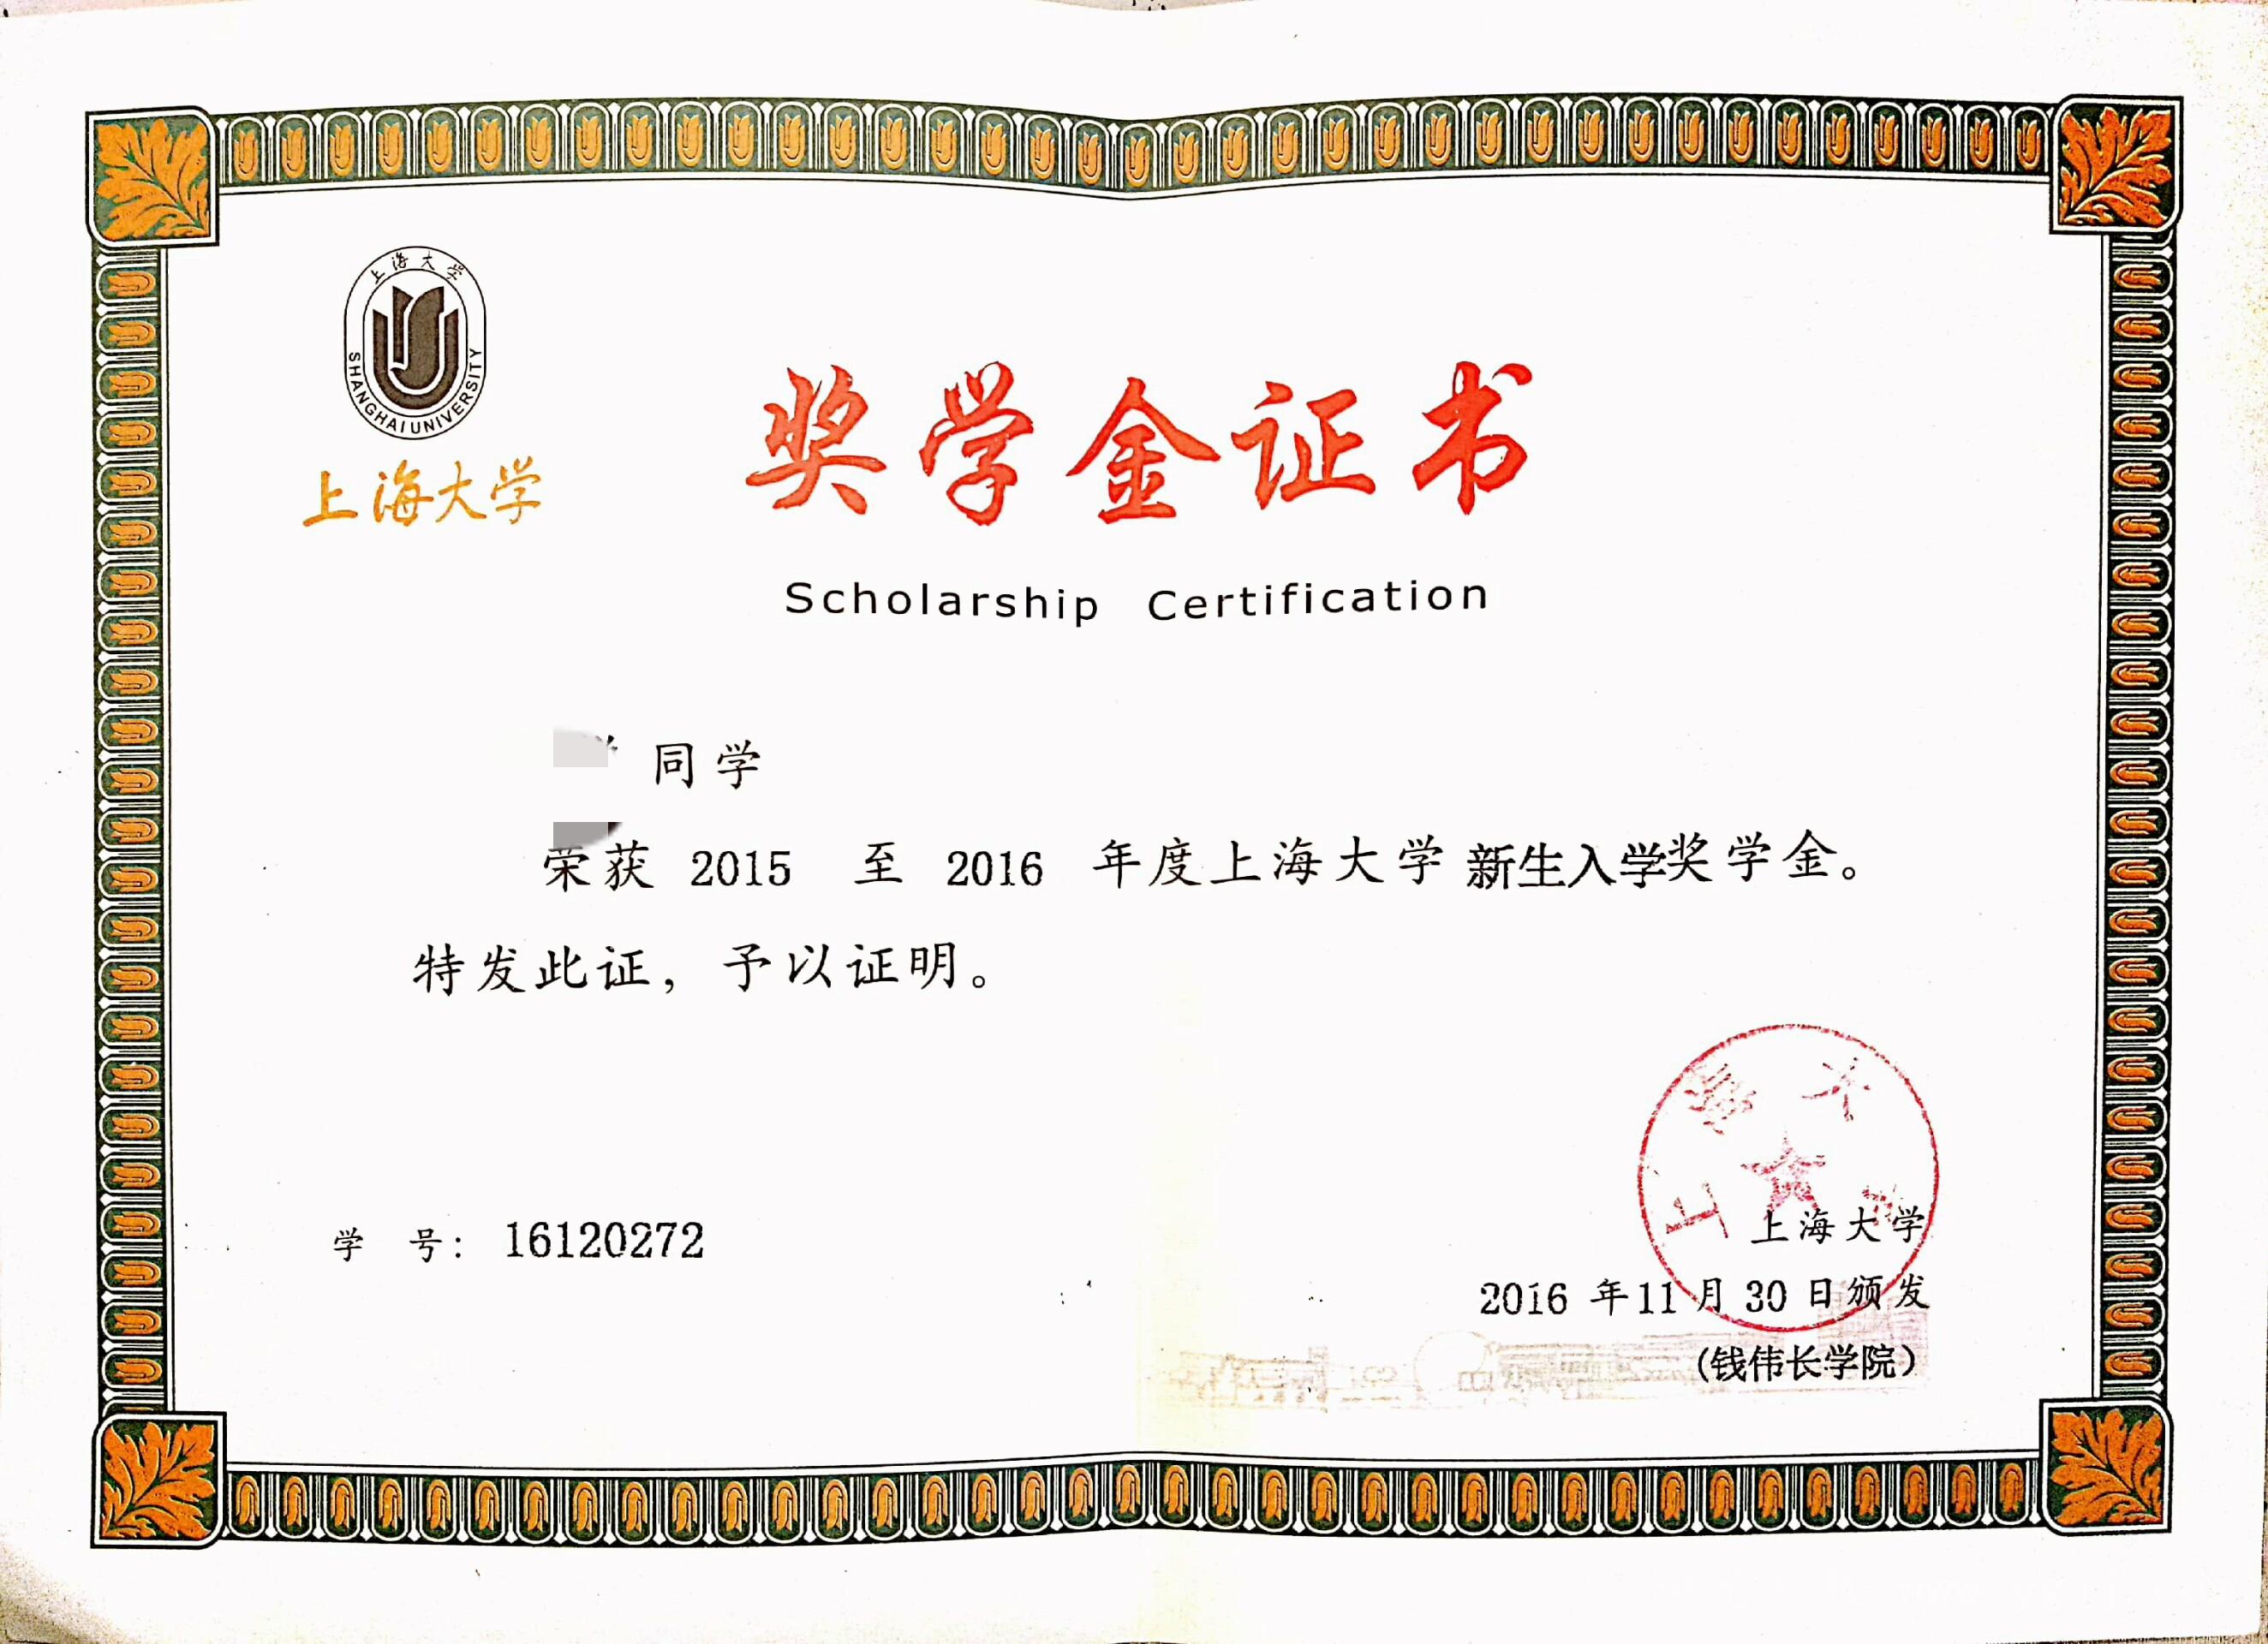 上海大学
SHANGHAI UNIVERSITY
上海大学
奖学金证书
Scholarship Certification
同学
荣获 2015 至 2016 年度上海大学 新生入学奖学金。
特发此证，予以证明。
学 号： 16120272
上海大
上海大学
2016 年11月 30 日颁发
(钱伟长学院）